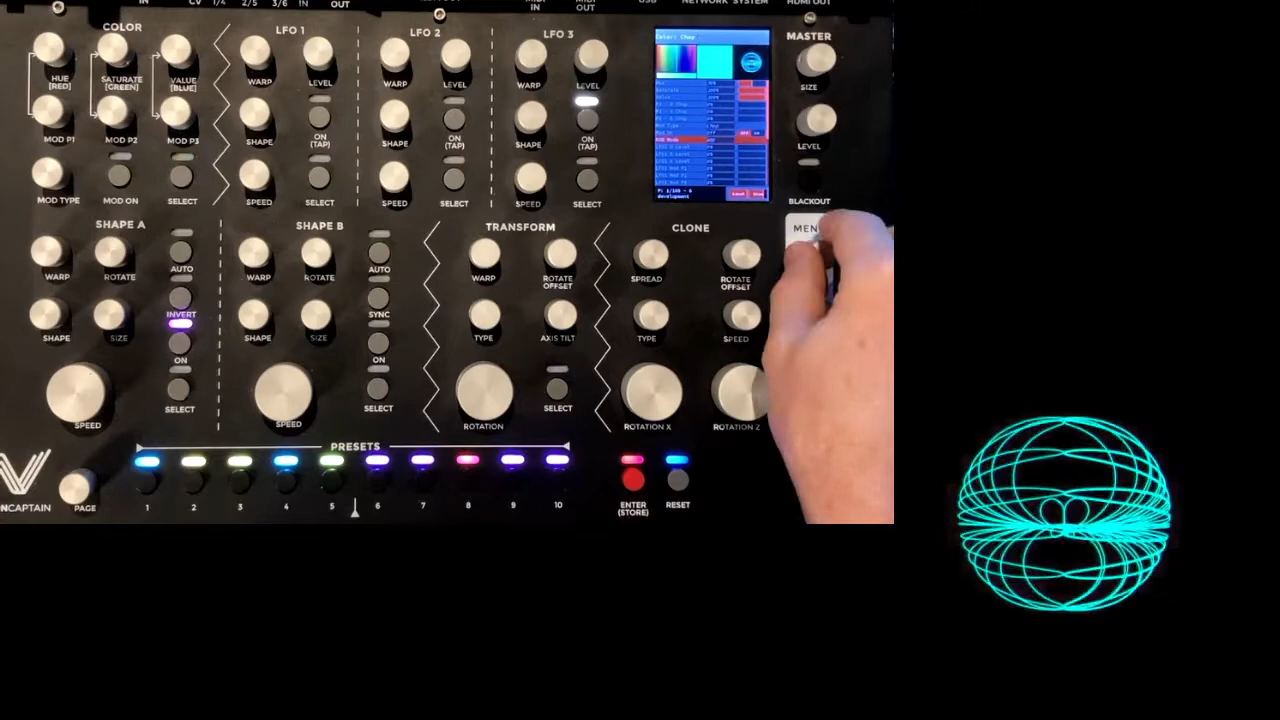 IN CV 1/4 2/5 3/6 IN OUT
MIDI IN MIDI OUT USB NETWORK SYSTEM HDMI OUT
COLOR LFO 1 LFO 2 LFO 3 MASTER
Color: Chop
HUE [RED] SATURATE [GREEN] VALUE [BLUE] WARP LEVEL WARP LEVEL WARP LEVEL SIZE
MOD P1 MOD P2 MOD P3 SHAPE ON (TAP) SHAPE ON (TAP) SHAPE ON (TAP) LEVEL
MOD TYPE MOD ON SELECT SPEED SELECT SPEED SELECT SPEED SELECT BLACKOUT
SHAPE A SHAPE B TRANSFORM CLONE MEN
WARP ROTATE AUTO WARP ROTATE AUTO WARP ROTATE OFFSET SPREAD ROTATE OFFSET
INVERT SYNC
SHAPE SIZE ON SHAPE SIZE ON TYPE AXIS TILT TYPE SPEED
SPEED SELECT SPEED SELECT ROTATION SELECT ROTATION X ROTATION Z
PRESETS
NCAPTAIN PAGE 1 2 3 4 5 6 7 8 9 10 ENTER (STORE) RESET